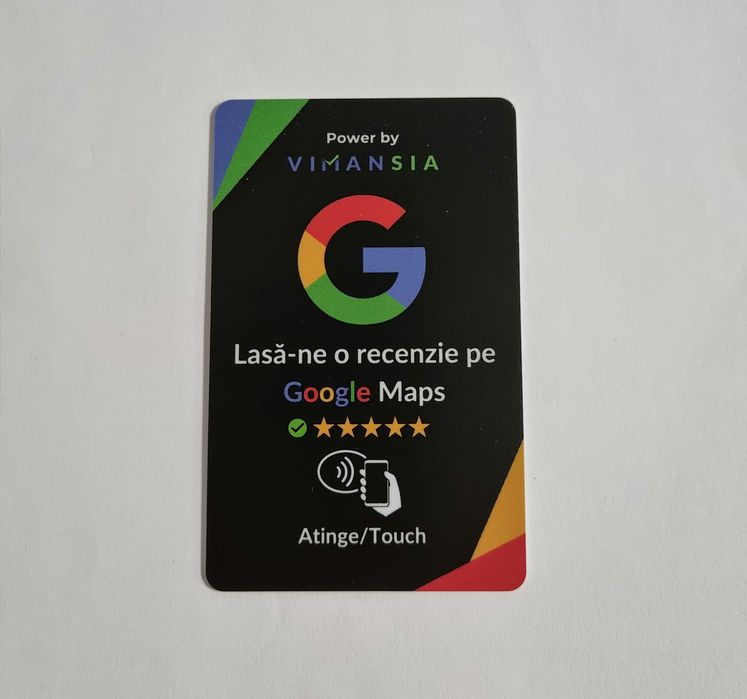 Power by
VIMANSIA
G
Lasă-ne o recenzie pe
Google Maps
Atinge/Touch